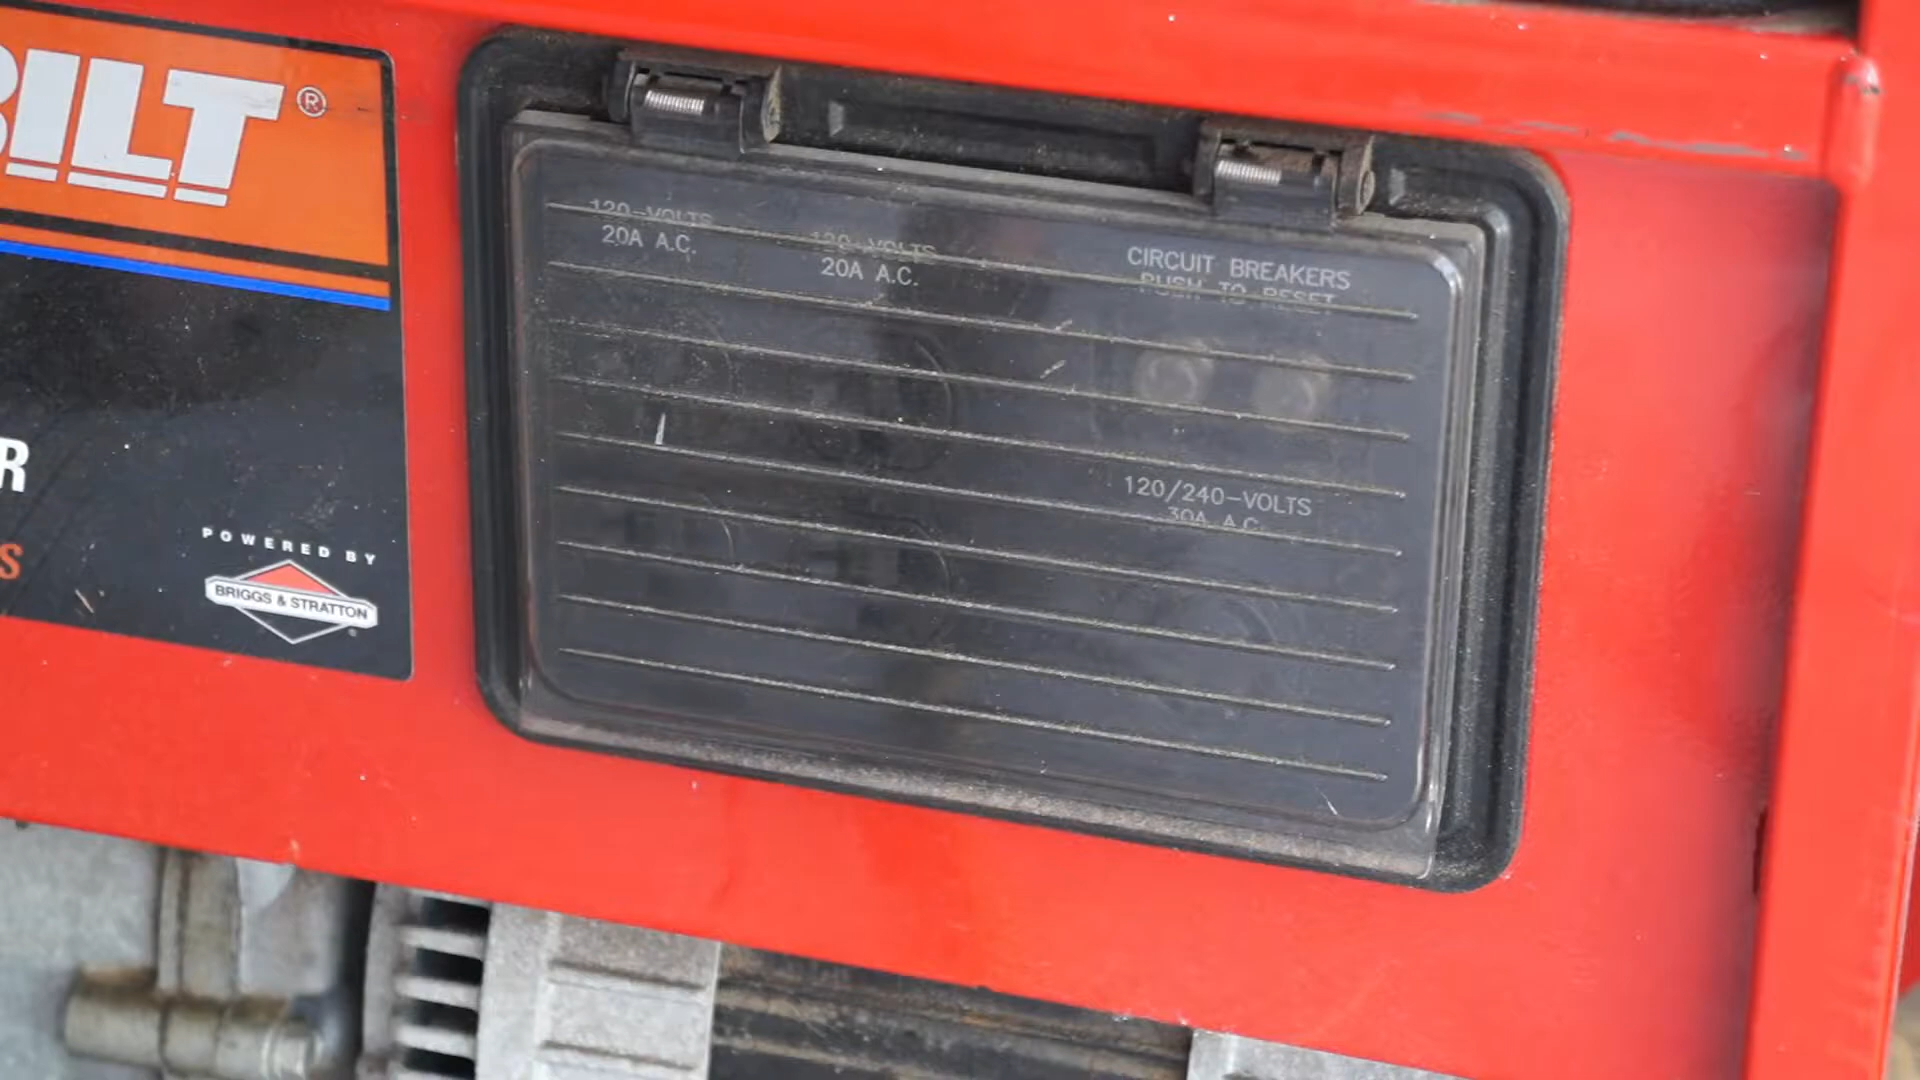 BILT®
R
S
POWERED BY
BRIGGS & STRATTON
120-VOLTS
20A A.C.
120-VOLTS
20A A.C.
CIRCUIT BREAKERS
PUSH TO RESET
120/240-VOLTS
30A A.C.